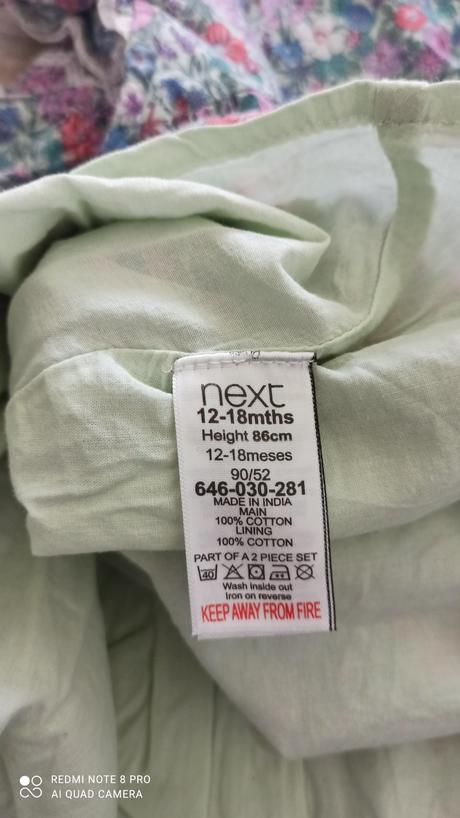 next
12-18mths
Height 86cm
12-18meses
90/52
646-030-281
MADE IN INDIA
MAIN
100% COTTON
LINING
100% COTTON
PART OF A 2 PIECE SET
40
Wash inside out
Iron on reverse
KEEP AWAY FROM FIRE
REDMI NOTE 8 PRO
AI QUAD CAMERA